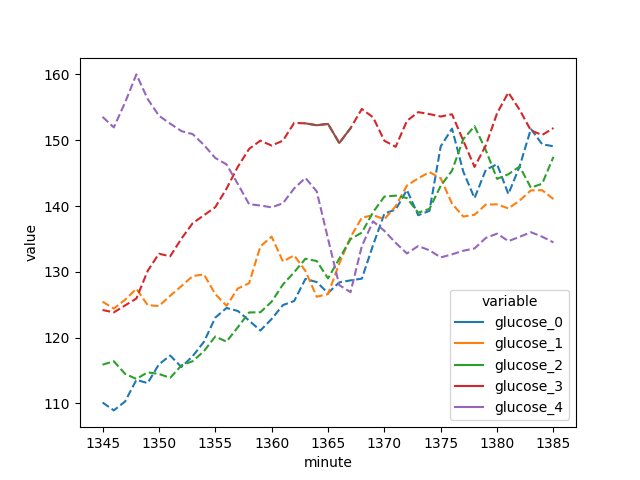 160
150
140
130
120
110
value
1345 1350 1355 1360 1365 1370 1375 1380 1385
minute
variable
glucose_0
glucose_1
glucose_2
glucose_3
glucose_4